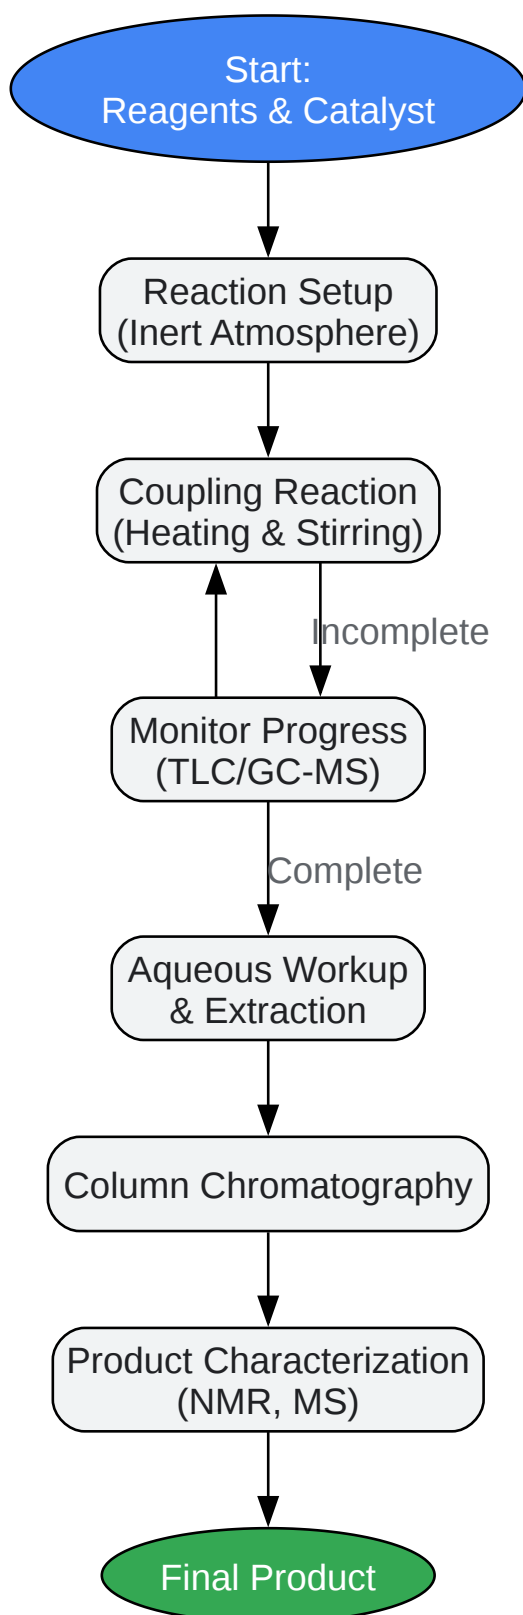 Start:
Reagents & Catalyst
Reaction Setup
(Inert Atmosphere)
Coupling Reaction
(Heating & Stirring)
Incomplete
Monitor Progress
(TLC/GC-MS)
Complete
Aqueous Workup
& Extraction
Column Chromatography
Product Characterization
(NMR, MS)
Final Product